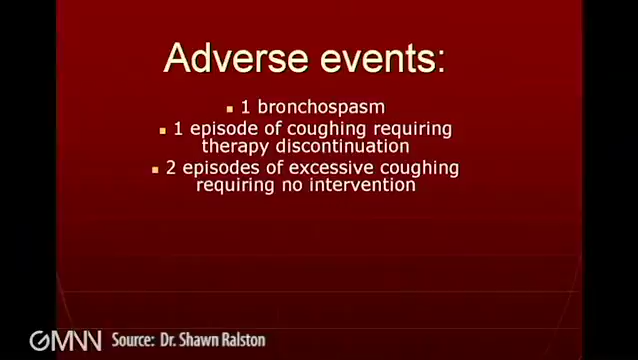 Adverse events:
1 bronchospasm
1 episode of coughing requiring
therapy discontinuation
2 episodes of excessive coughing
requiring no intervention
GMNN Source: Dr. Shawn Ralston